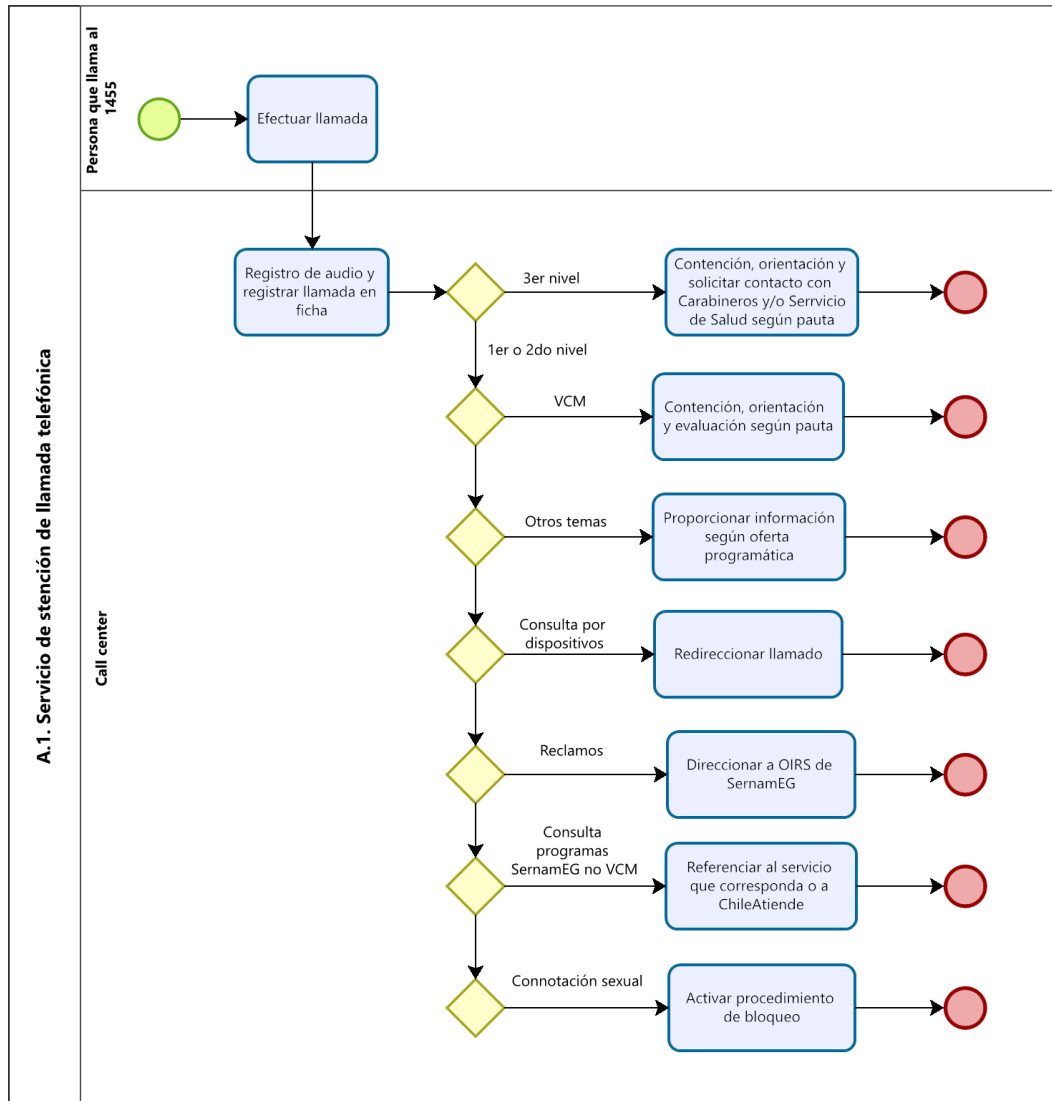 A.1. Servicio de stención de llamada telefónica
Persona que llama al
1455
Efectuar llamada
Call center
Registro de audio y
registrar llamada en
ficha
3er nivel
Contención, orientación y
solicitar contacto con
Carabineros y/o Serrvicio
de Salud según pauta
1er o 2do nivel
VCM
Contención, orientación
y evaluación según pauta
Otros temas
Proporcionar información
según oferta
programática
Consulta por
dispositivos
Redireccionar llamado
Reclamos
Direccionar a OIRS de
SernamEG
Consulta
programas
SernamEG no VCM
Referenciar al servicio
que corresponda o a
ChileAtiende
Connotación sexual
Activar procedimiento
de bloqueo